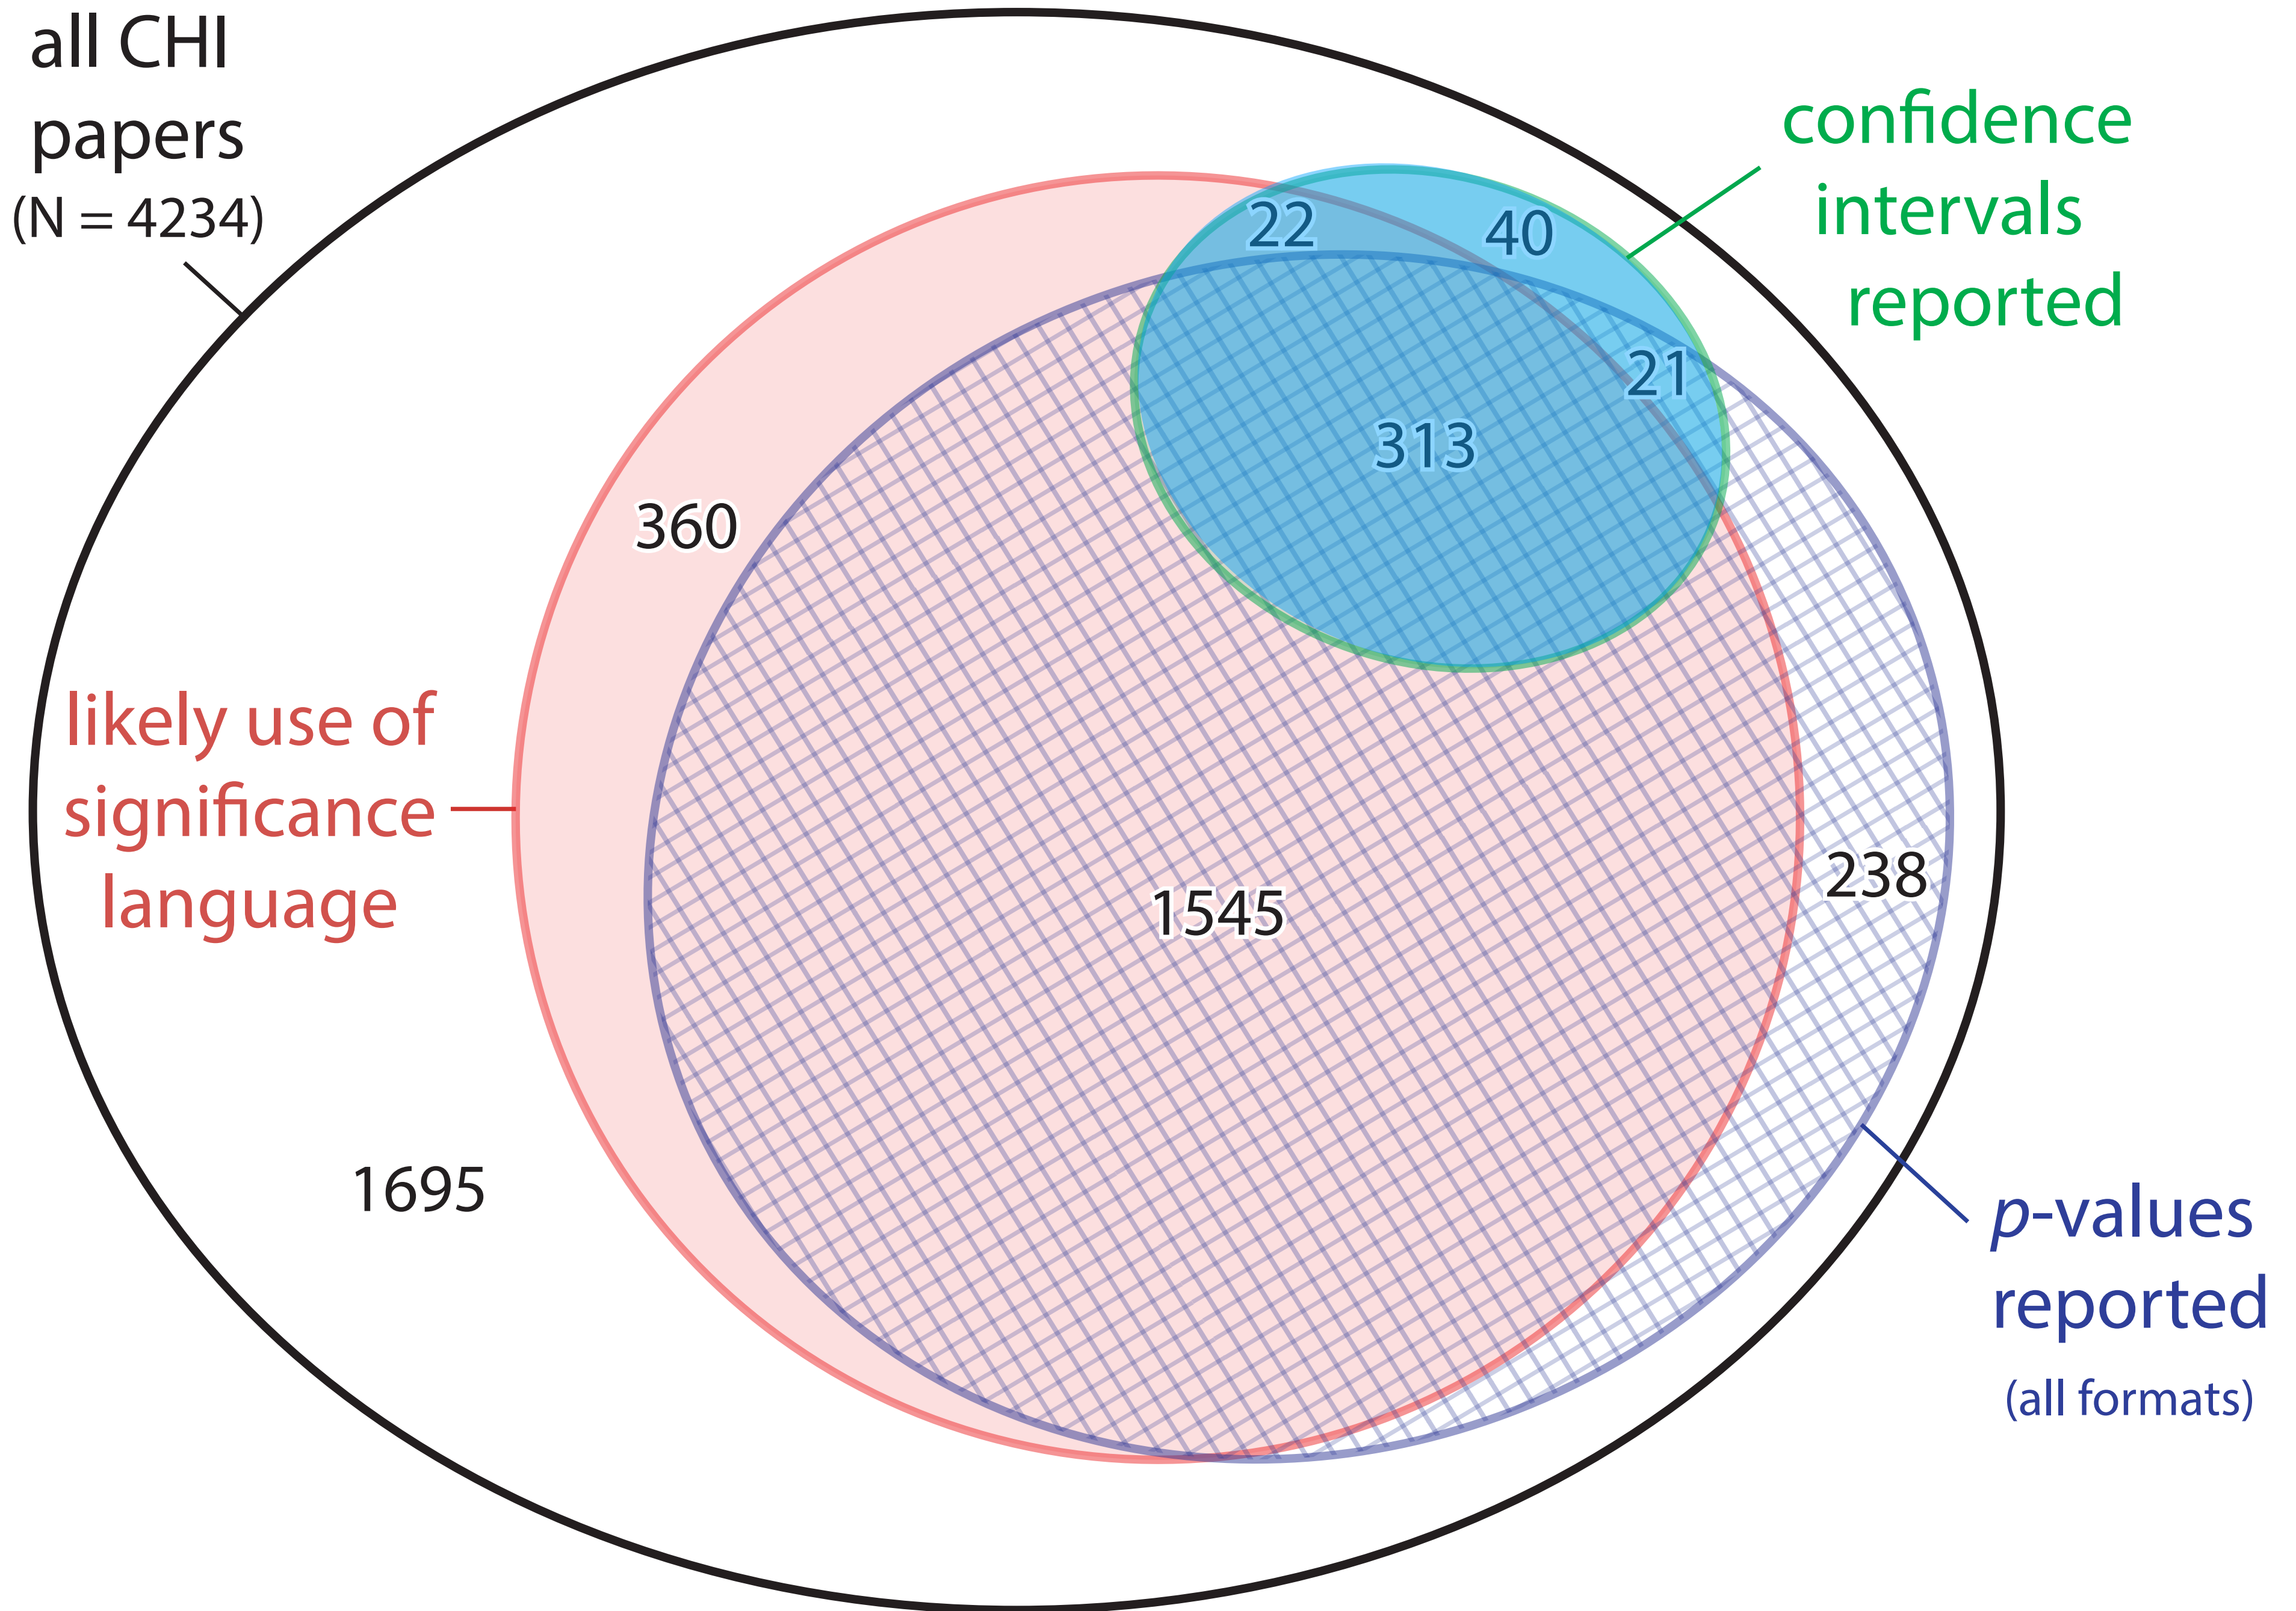 all CHI
papers
(N = 4234)
confidence
intervals
reported
22
40
21
313
360
likely use of
significance
language
1545
238
1695
p-values
reported
(all formats)